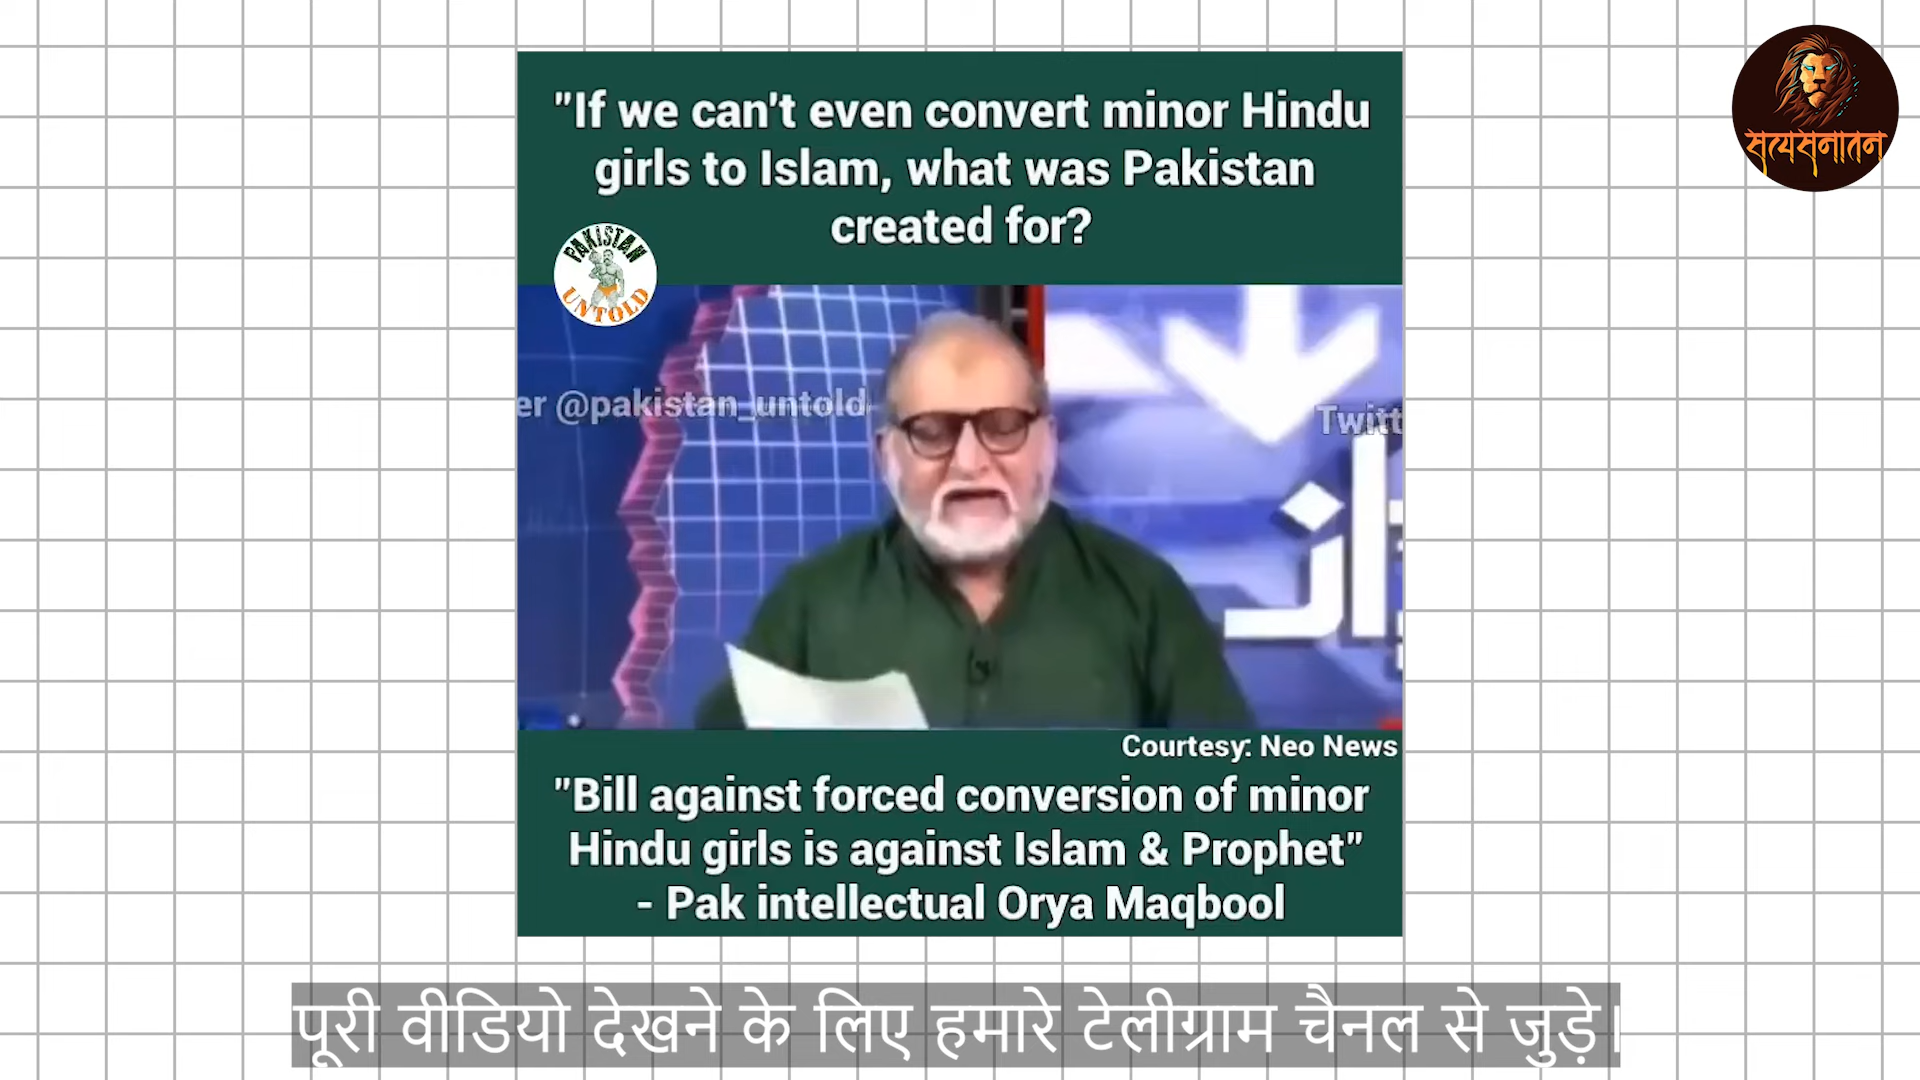 "If we can't even convert minor Hindu
girls to Islam, what was Pakistan
created for?
सत्यसनातन
PAKISTAN
UNTOLD
er @pakistan_untold
Twitt
Courtesy: Neo News
"Bill against forced conversion of minor
Hindu girls is against Islam & Prophet"
- Pak intellectual Orya Maqbool
पूरी वीडियो देखने के लिए हमारे टेलीग्राम चैनल से जुड़े।